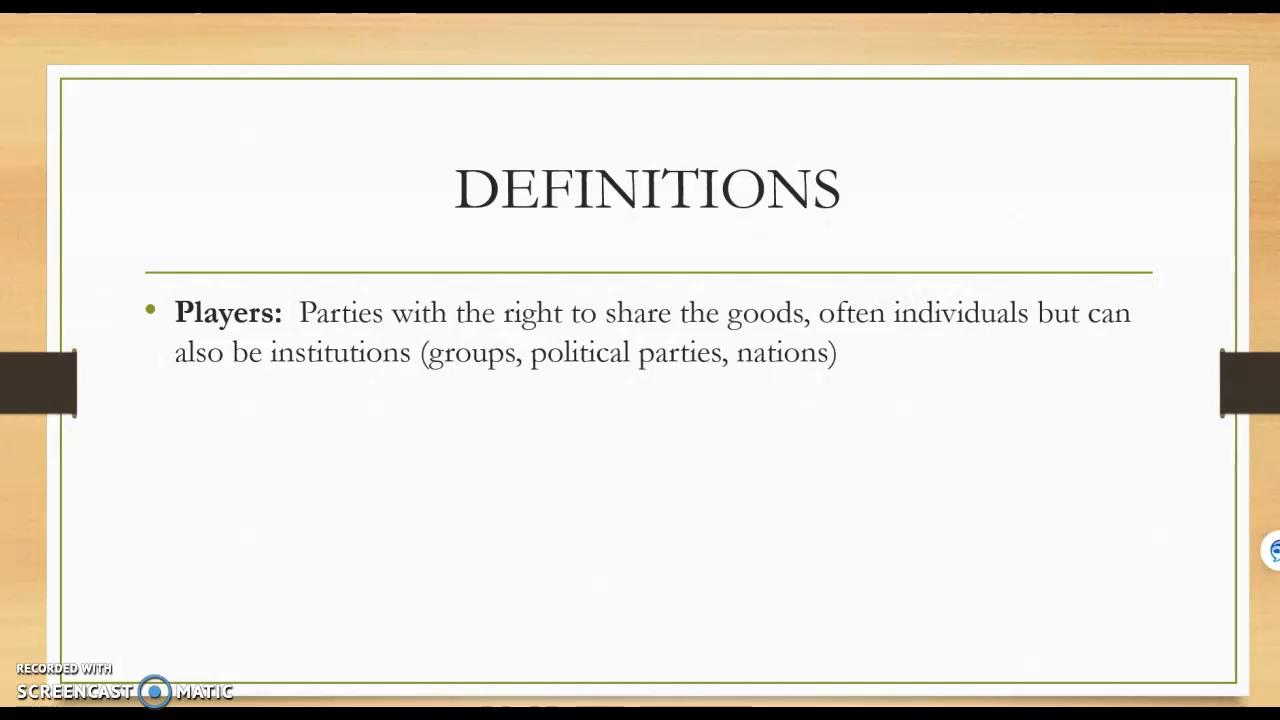 DEFINITIONS
• Players:  Parties with the right to share the goods, often individuals but can
also be institutions (groups, political parties, nations)
RECORDED WITH
SCREENCAST MATIC